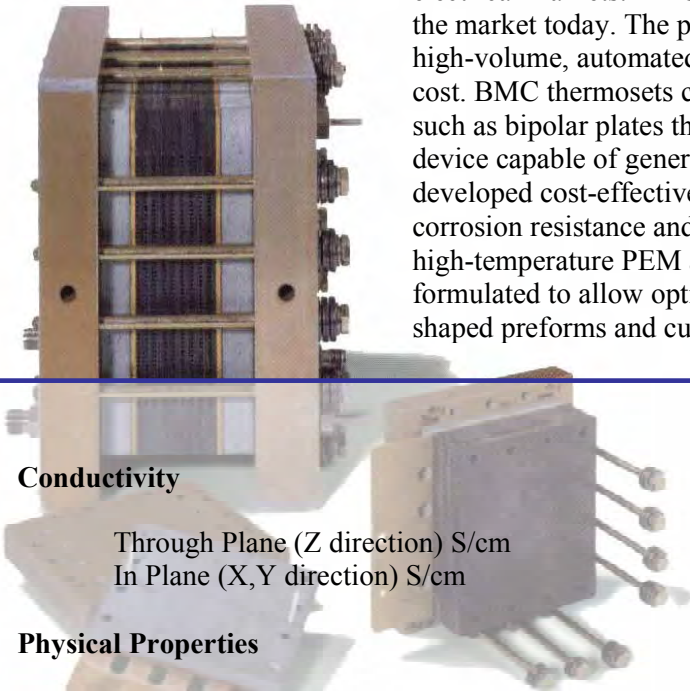 the market today. The p
high-volume, automated
cost. BMC thermosets c
such as bipolar plates th
device capable of gener
developed cost-effective
corrosion resistance and
high-temperature PEM
formulated to allow opti
shaped preforms and cu
Conductivity
Through Plane (Z direction) S/cm
In Plane (X,Y direction) S/cm
Physical Properties